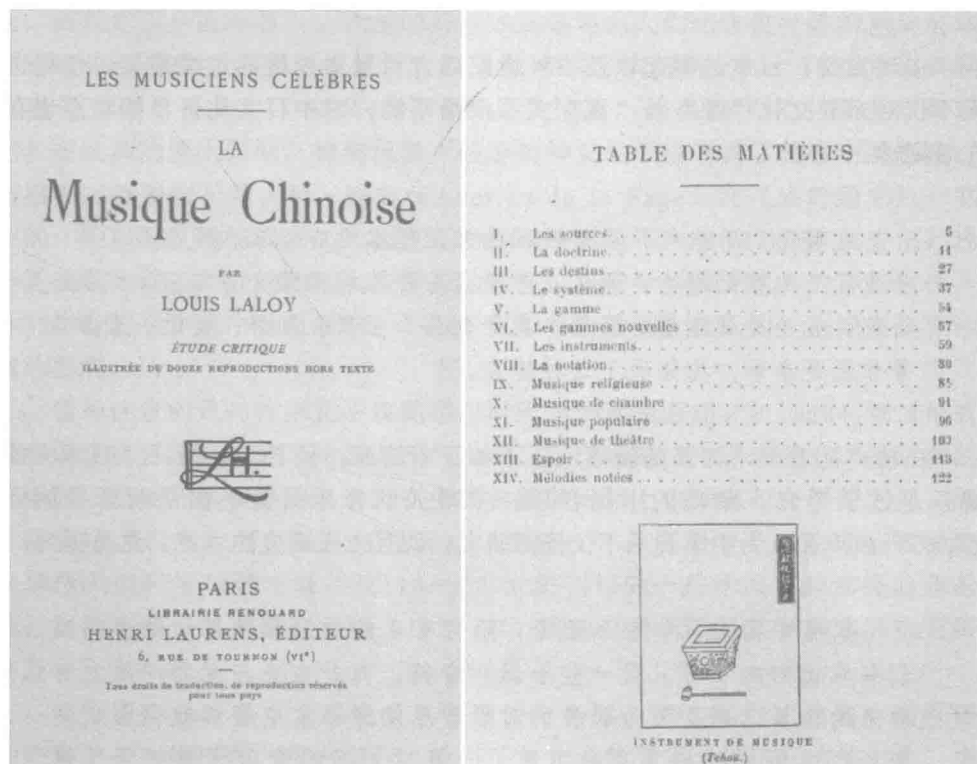 LES MUSICIENS CÉLÈBRES
LA
Musique Chinoise
PAR
LOUIS LALOY
ÉTUDE CRITIQUE
ILLUSTRÉE DE DOUZE REPRODUCTIONS HORS TEXTE
PARIS
LIBRAIRIE RENOUARD
HENRI LAURENS, ÉDITEUR
6, RUE DE TOURNON (VIe)
Tous droits de traduction, de reproduction réservés
pour tous pays
TABLE DES MATIÈRES
I. Les sources 5
II. La doctrine 11
III. Les destins 27
IV. Le système 37
V. La gamme 54
VI. Les gammes nouvelles 57
VII. Les instruments 59
VIII. La notation 80
IX. Musique religieuse 85
X. Musique de chambre 91
XI. Musique populaire 96
XII. Musique de théâtre 103
XIII. Espoir 113
XIV. Mélodies notées 122
INSTRUMENT DE MUSIQUE
(Tchou.)